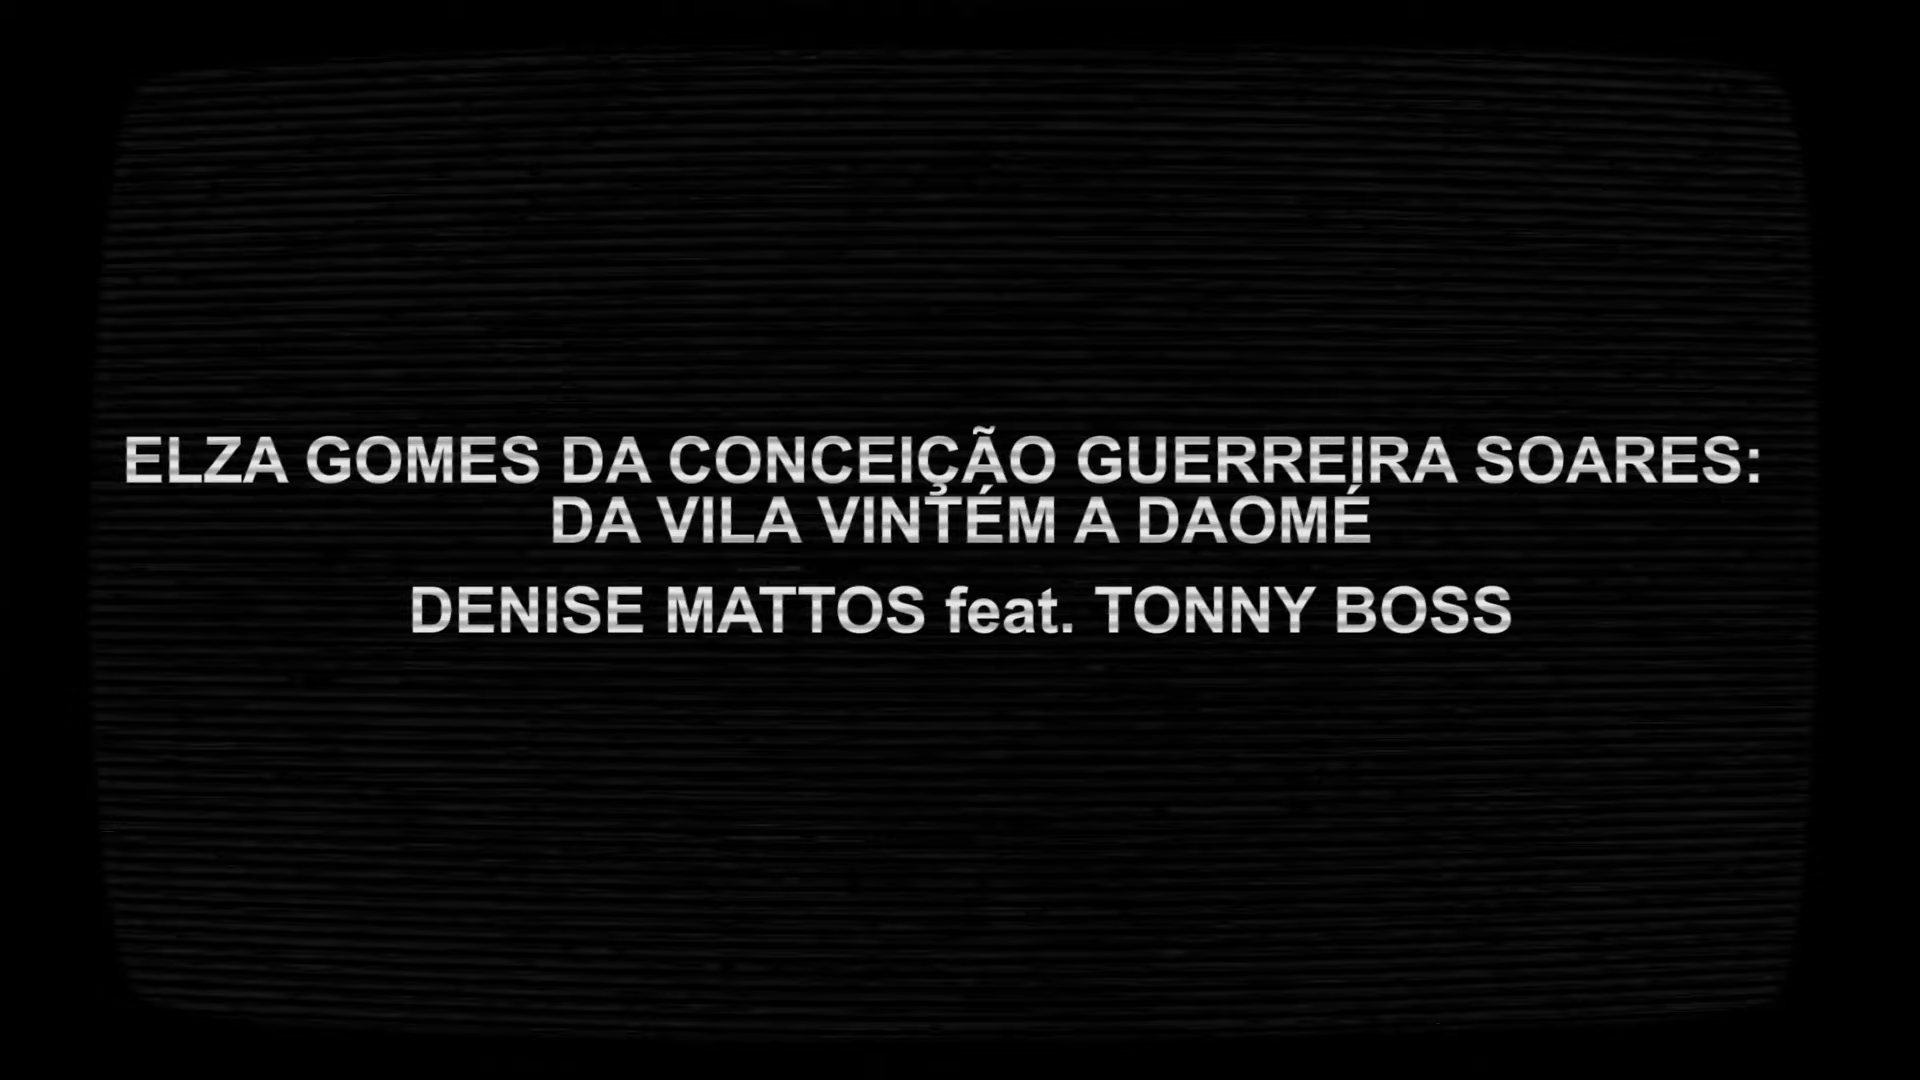 ELZA GOMES DA CONCEIÇÃO GUERREIRA SOARES:
DA VILA VINTÉM A DAOMÉ
DENISE MATTOS feat. TONNY BOSS